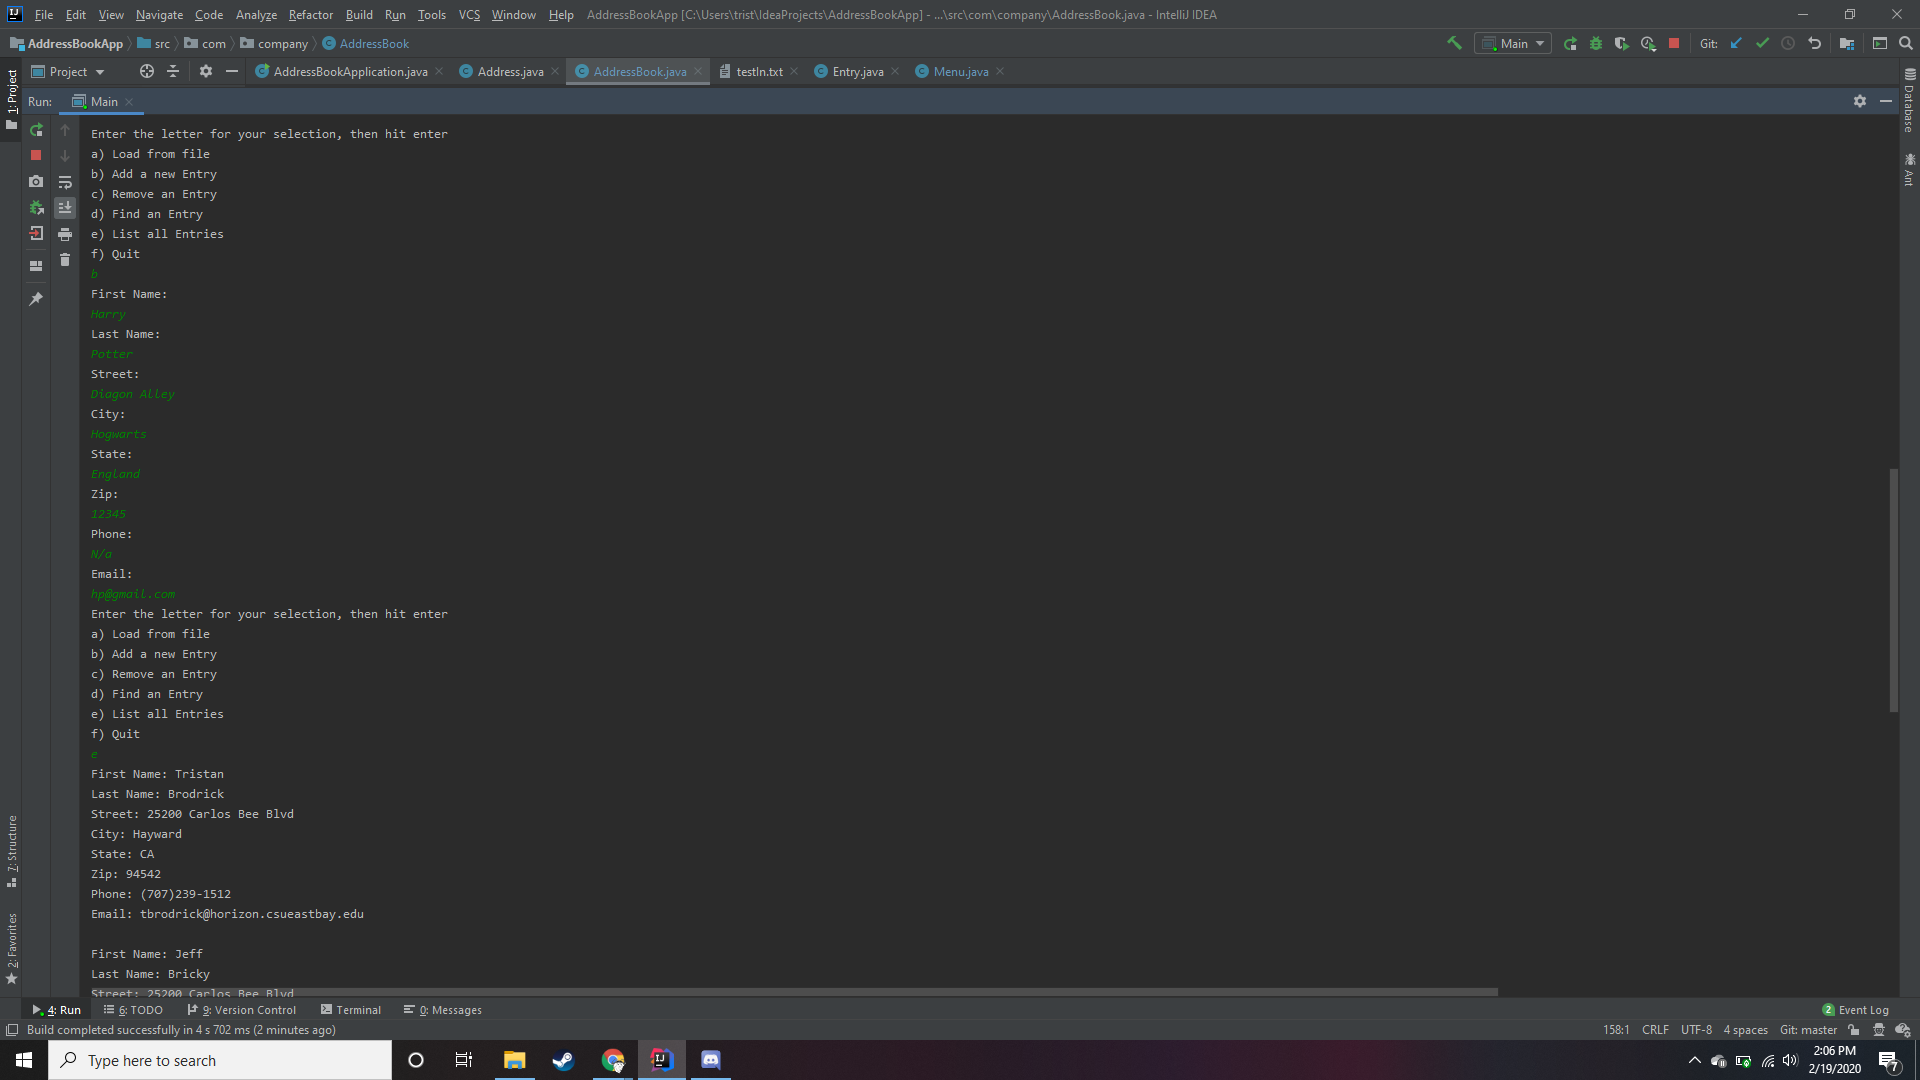 File Edit View Navigate Code Analyze Refactor Build Run Tools VCS Window Help AddressBookApp [C:\Users\trist\IdeaProjects\AddressBookApp] - ...\src\com\company\AddressBook.java - IntelliJ IDEA
AddressBookApp src com company AddressBook Main Git:
Project AddressBookApplication.java Address.java AddressBook.java testIn.txt Entry.java Menu.java
Run: Main
1: Project
Database
Ant
Enter the letter for your selection, then hit enter
a) Load from file
b) Add a new Entry
c) Remove an Entry
d) Find an Entry
e) List all Entries
f) Quit
b
First Name:
Harry
Last Name:
Potter
Street:
Diagon Alley
City:
Hogwarts
State:
England
Zip:
12345
Phone:
N/a
Email:
hp@gmail.com
Enter the letter for your selection, then hit enter
a) Load from file
b) Add a new Entry
c) Remove an Entry
d) Find an Entry
e) List all Entries
f) Quit
e
First Name: Tristan
Last Name: Brodrick
Street: 25200 Carlos Bee Blvd
City: Hayward
State: CA
Zip: 94542
Phone: (707)239-1512
Email: tbrodrick@horizon.csueastbay.edu
First Name: Jeff
Last Name: Bricky
Street: 25200 Carlos Bee Blvd
7: Structure
2: Favorites
4: Run 6: TODO 9: Version Control Terminal 0: Messages 2 Event Log
Build completed successfully in 4 s 702 ms (2 minutes ago) 158:1 CRLF UTF-8 4 spaces Git: master
Type here to search
2:06 PM
2/19/2020
7